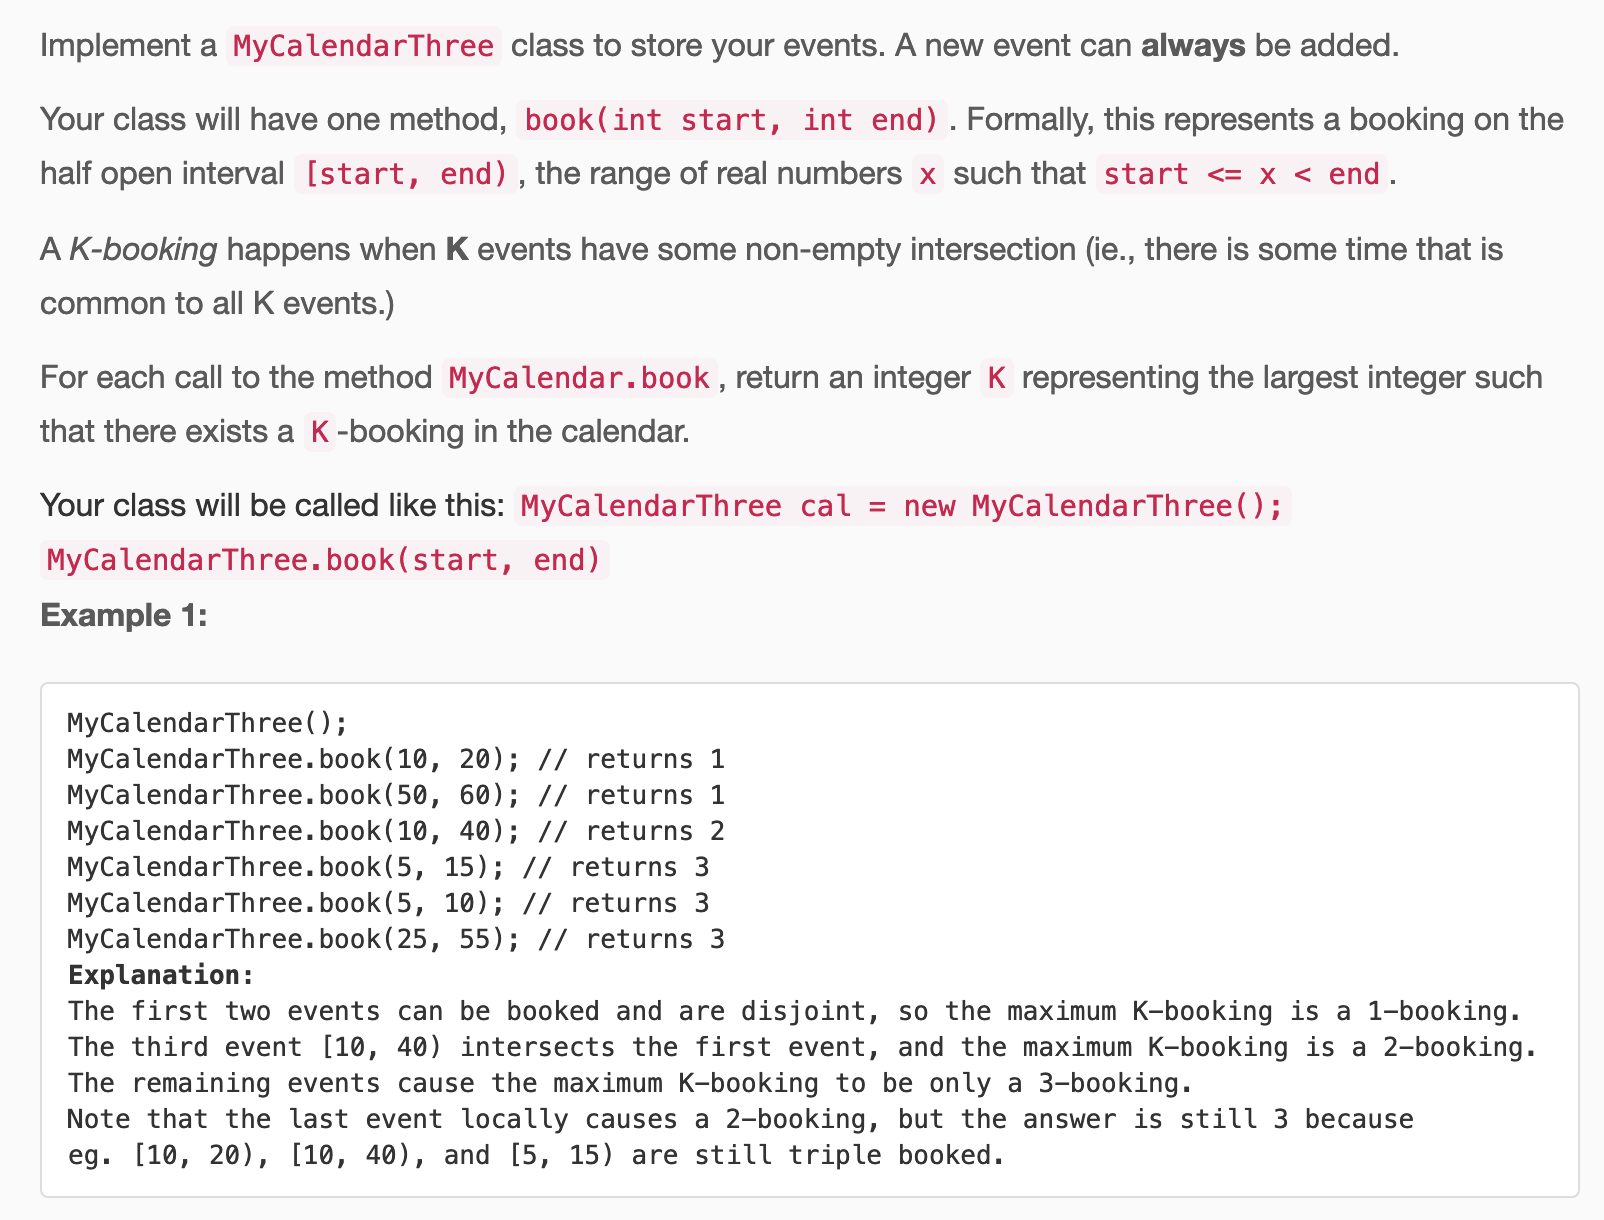 Implement a MyCalendarThree class to store your events. A new event can always be added.
Your class will have one method, book(int start, int end). Formally, this represents a booking on the
half open interval [start, end), the range of real numbers x such that start <= x < end.
A K-booking happens when K events have some non-empty intersection (ie., there is some time that is
common to all K events.)
For each call to the method MyCalendar.book, return an integer K representing the largest integer such
that there exists a K-booking in the calendar.
Your class will be called like this: MyCalendarThree cal = new MyCalendarThree();
MyCalendarThree.book(start, end)
Example 1:
MyCalendarThree();
MyCalendarThree.book(10, 20); // returns 1
MyCalendarThree.book(50, 60); // returns 1
MyCalendarThree.book(10, 40); // returns 2
MyCalendarThree.book(5, 15); // returns 3
MyCalendarThree.book(5, 10); // returns 3
MyCalendarThree.book(25, 55); // returns 3
Explanation:
The first two events can be booked and are disjoint, so the maximum K-booking is a 1-booking.
The third event [10, 40) intersects the first event, and the maximum K-booking is a 2-booking.
The remaining events cause the maximum K-booking to be only a 3-booking.
Note that the last event locally causes a 2-booking, but the answer is still 3 because
eg. [10, 20), [10, 40), and [5, 15) are still triple booked.